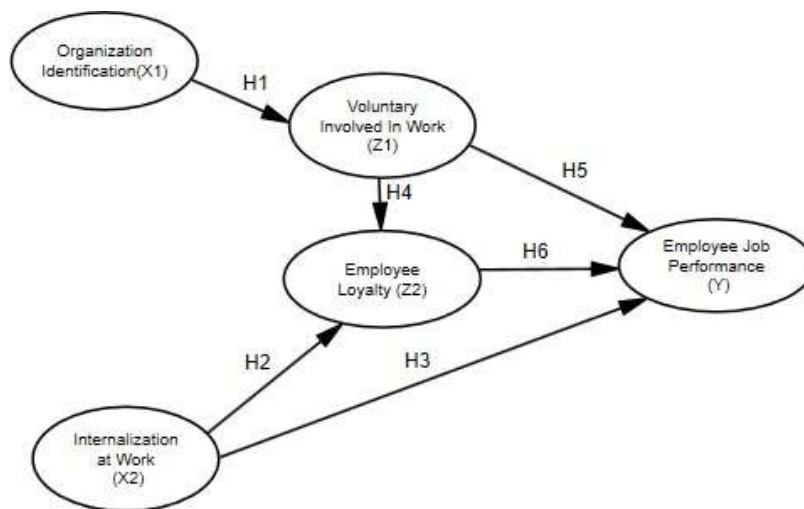 Organization
Identification(X1)
H1
Voluntary
Involved In Work
(Z1)
H5
H4
Employee
Loyalty (Z2)
H6
Employee Job
Performance
(Y)
H2
H3
Internalization
at Work
(X2)